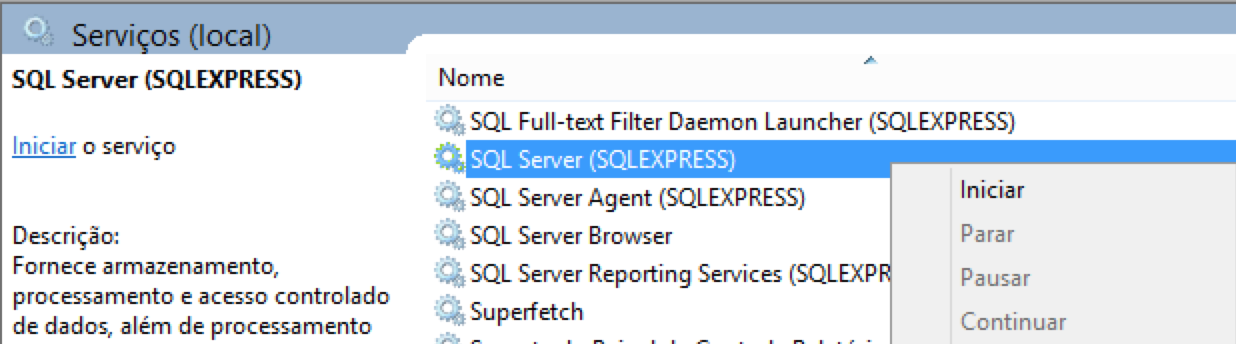 Serviços (local)
SQL Server (SQLEXPRESS)
Iniciar o serviço
Descrição:
Fornece armazenamento,
processamento e acesso controlado
de dados, além de processamento
Nome
SQL Full-text Filter Daemon Launcher (SQLEXPRESS)
SQL Server (SQLEXPRESS)
SQL Server Agent (SQLEXPRESS)
SQL Server Browser
SQL Server Reporting Services (SQLEXPR
Superfetch
Iniciar
Parar
Pausar
Continuar